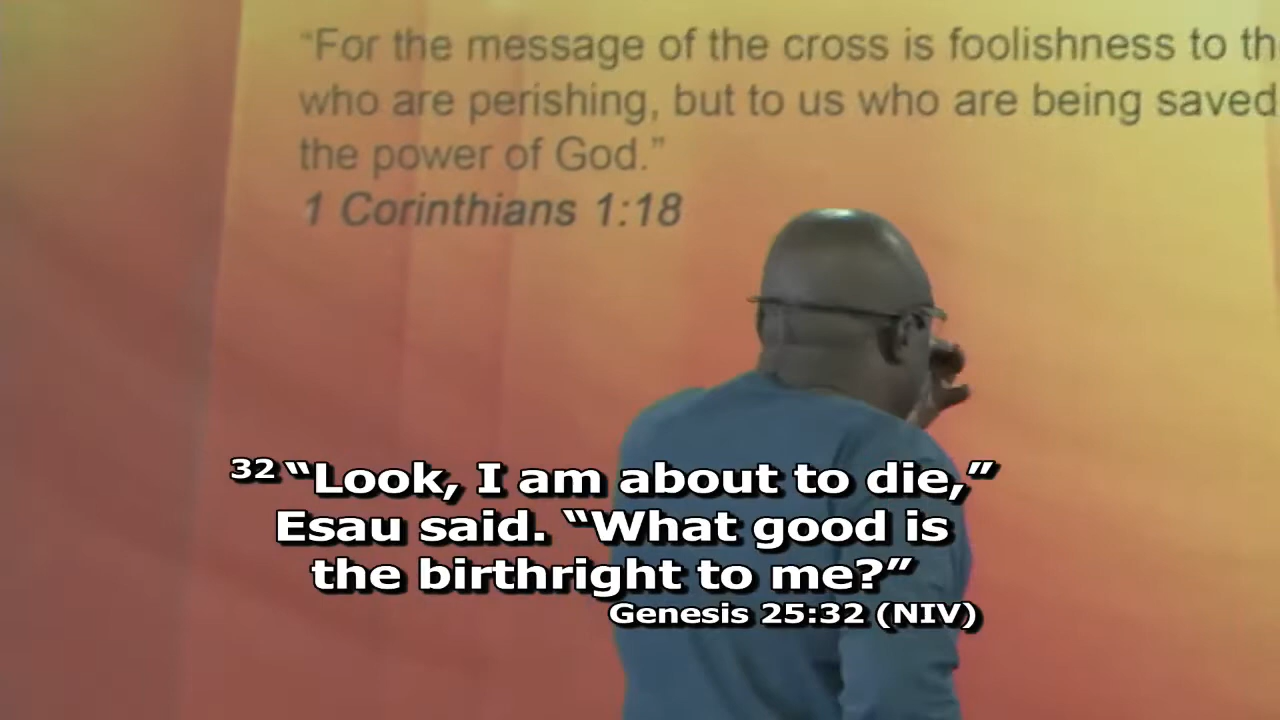 “For the message of the cross is foolishness to th
who are perishing, but to us who are being saved
the power of God.”
1 Corinthians 1:18
32 “Look, I am about to die,”
Esau said. “What good is
the birthright to me?”
Genesis 25:32 (NIV)